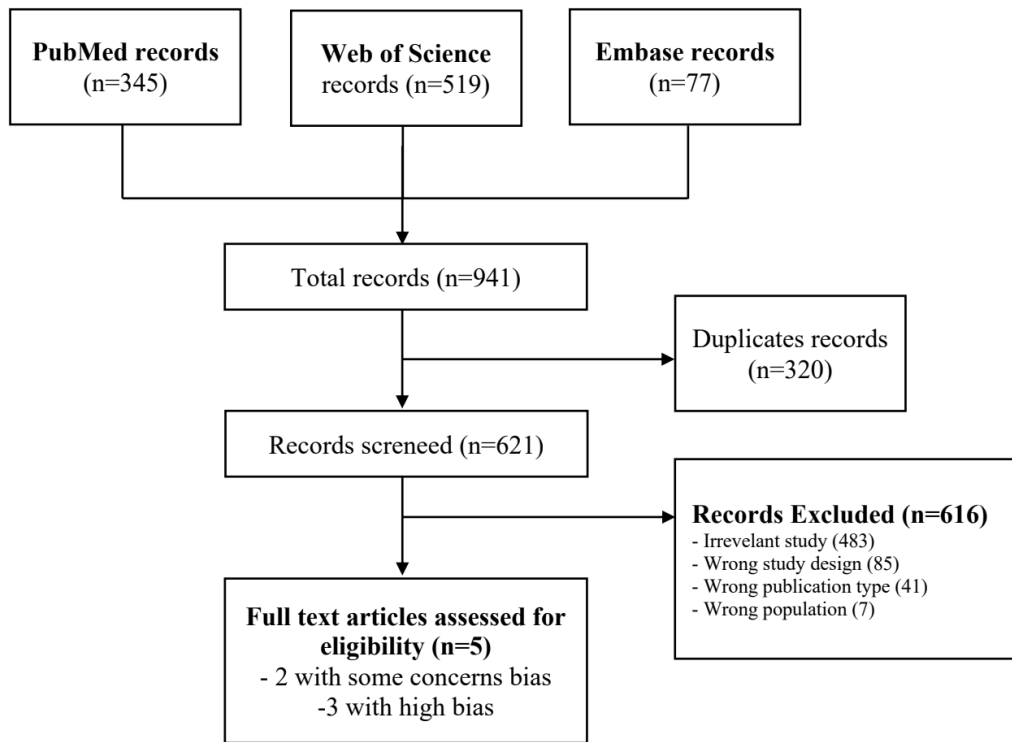 PubMed records
(n=345)
Web of Science
records (n=519)
Embase records
(n=77)
Total records (n=941)
Duplicates records
(n=320)
Records screneed (n=621)
Records Excluded (n=616)
- Irrevelant study (483)
- Wrong study design (85)
- Wrong publication type (41)
- Wrong population (7)
Full text articles assessed for
eligibility (n=5)
- 2 with some concerns bias
-3 with high bias